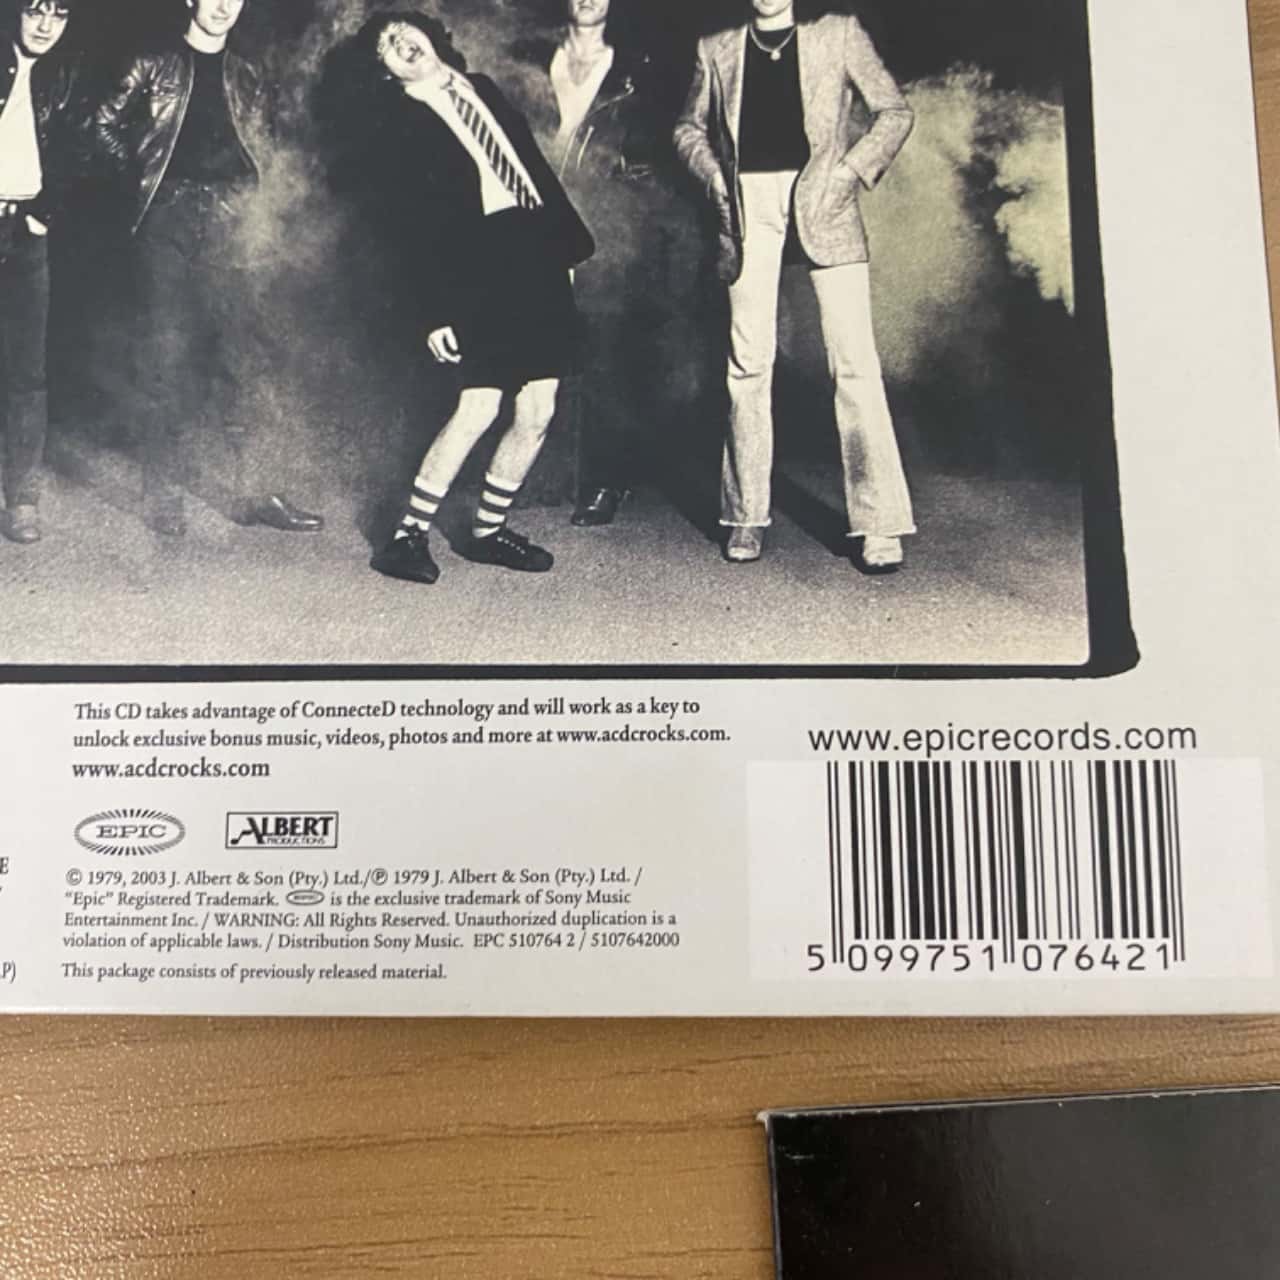 This CD takes advantage of ConnecteD technology and will work as a key to
unlock exclusive bonus music, videos, photos and more at www.acdcrocks.com.
www.acdcrocks.com
EPIC
ALBERT
PRODUCTIONS
© 1979, 2003 J. Albert & Son (Pty.) Ltd./℗ 1979 J. Albert & Son (Pty.) Ltd. /
"Epic" Registered Trademark. EPIC is the exclusive trademark of Sony Music
Entertainment Inc. / WARNING: All Rights Reserved. Unauthorized duplication is a
violation of applicable laws. / Distribution Sony Music. EPC 510764 2 / 5107642000
This package consists of previously released material.
E
P)
www.epicrecords.com
5 099751 076421